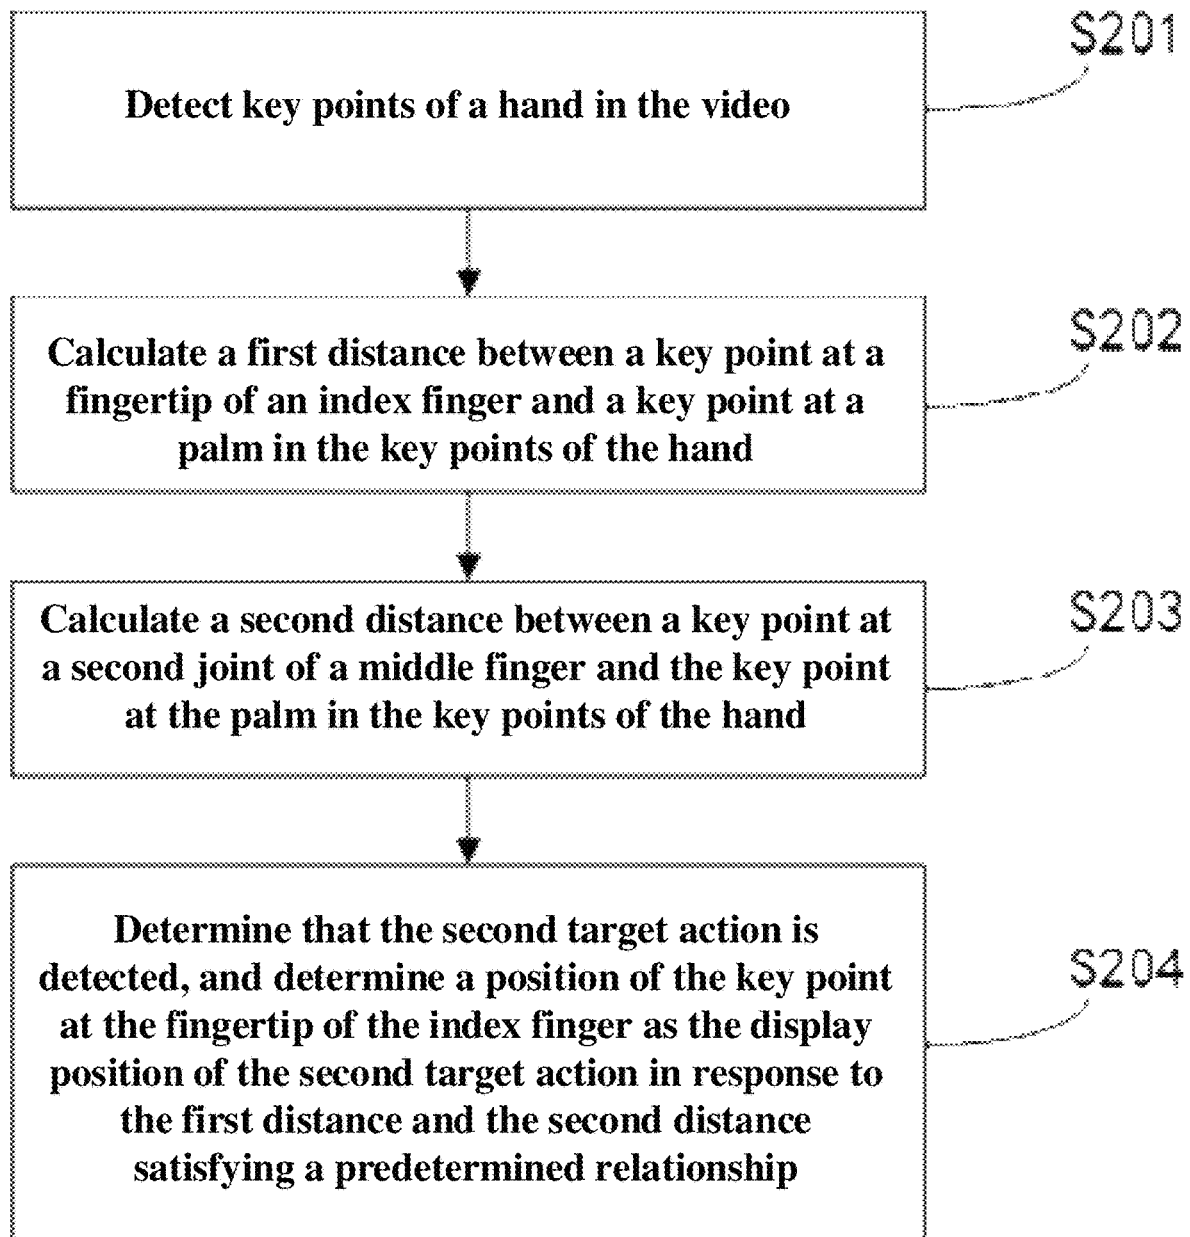 S201
Detect key points of a hand in the video
S202
Calculate a first distance between a key point at a
fingertip of an index finger and a key point at a
palm in the key points of the hand
S203
Calculate a second distance between a key point at
a second joint of a middle finger and the key point
at the palm in the key points of the hand
S204
Determine that the second target action is
detected, and determine a position of the key point
at the fingertip of the index finger as the display
position of the second target action in response to
the first distance and the second distance
satisfying a predetermined relationship